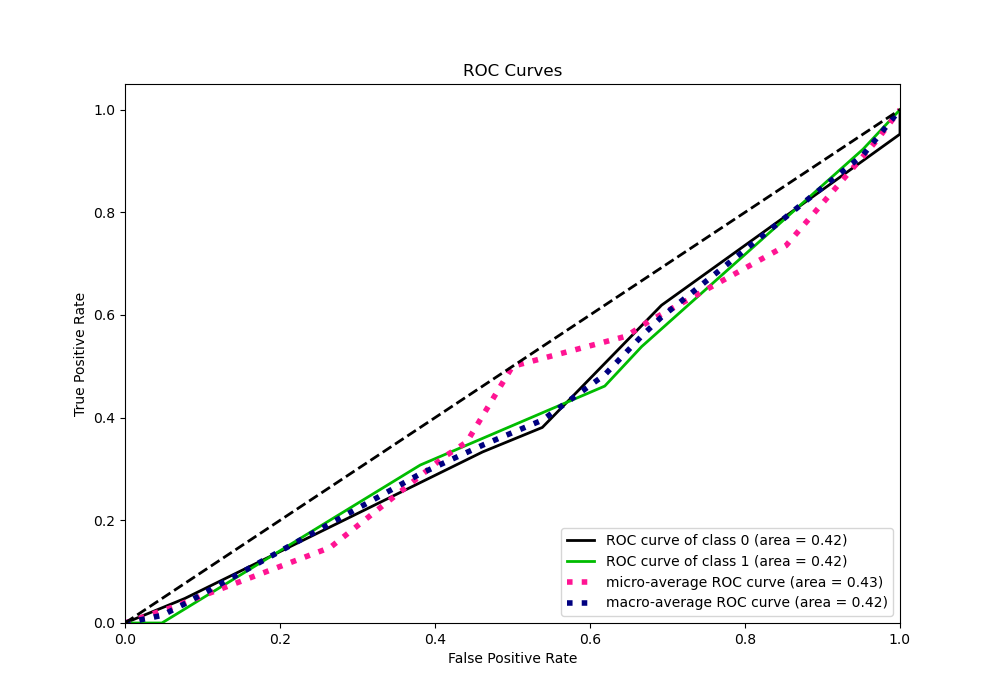 ROC Curves
1.0
0.8
0.6
0.4
0.2
0.0
True Positive Rate
ROC curve of class 0 (area = 0.42)
ROC curve of class 1 (area = 0.42)
micro-average ROC curve (area = 0.43)
macro-average ROC curve (area = 0.42)
0.0 0.2 0.4 0.6 0.8 1.0
False Positive Rate